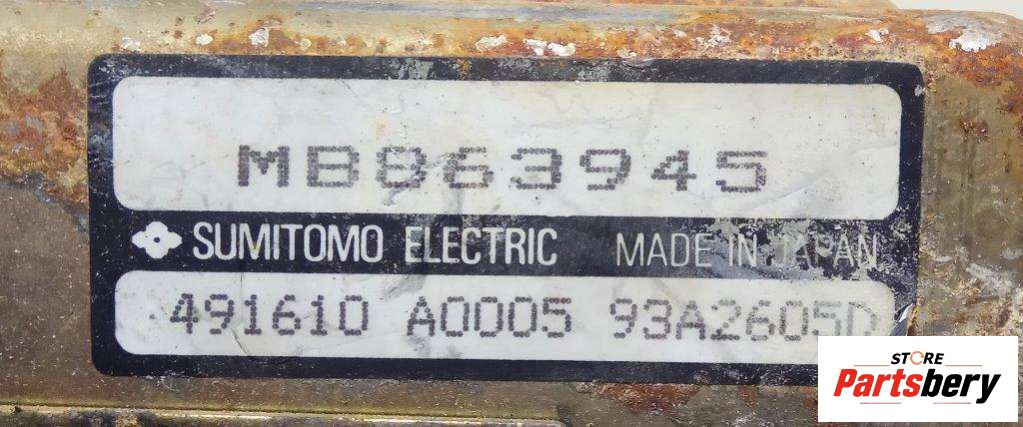 MB863945
SUMITOMO ELECTRIC MADE IN JAPAN
491610 A0005 93A2605D
STORE
Partsbery